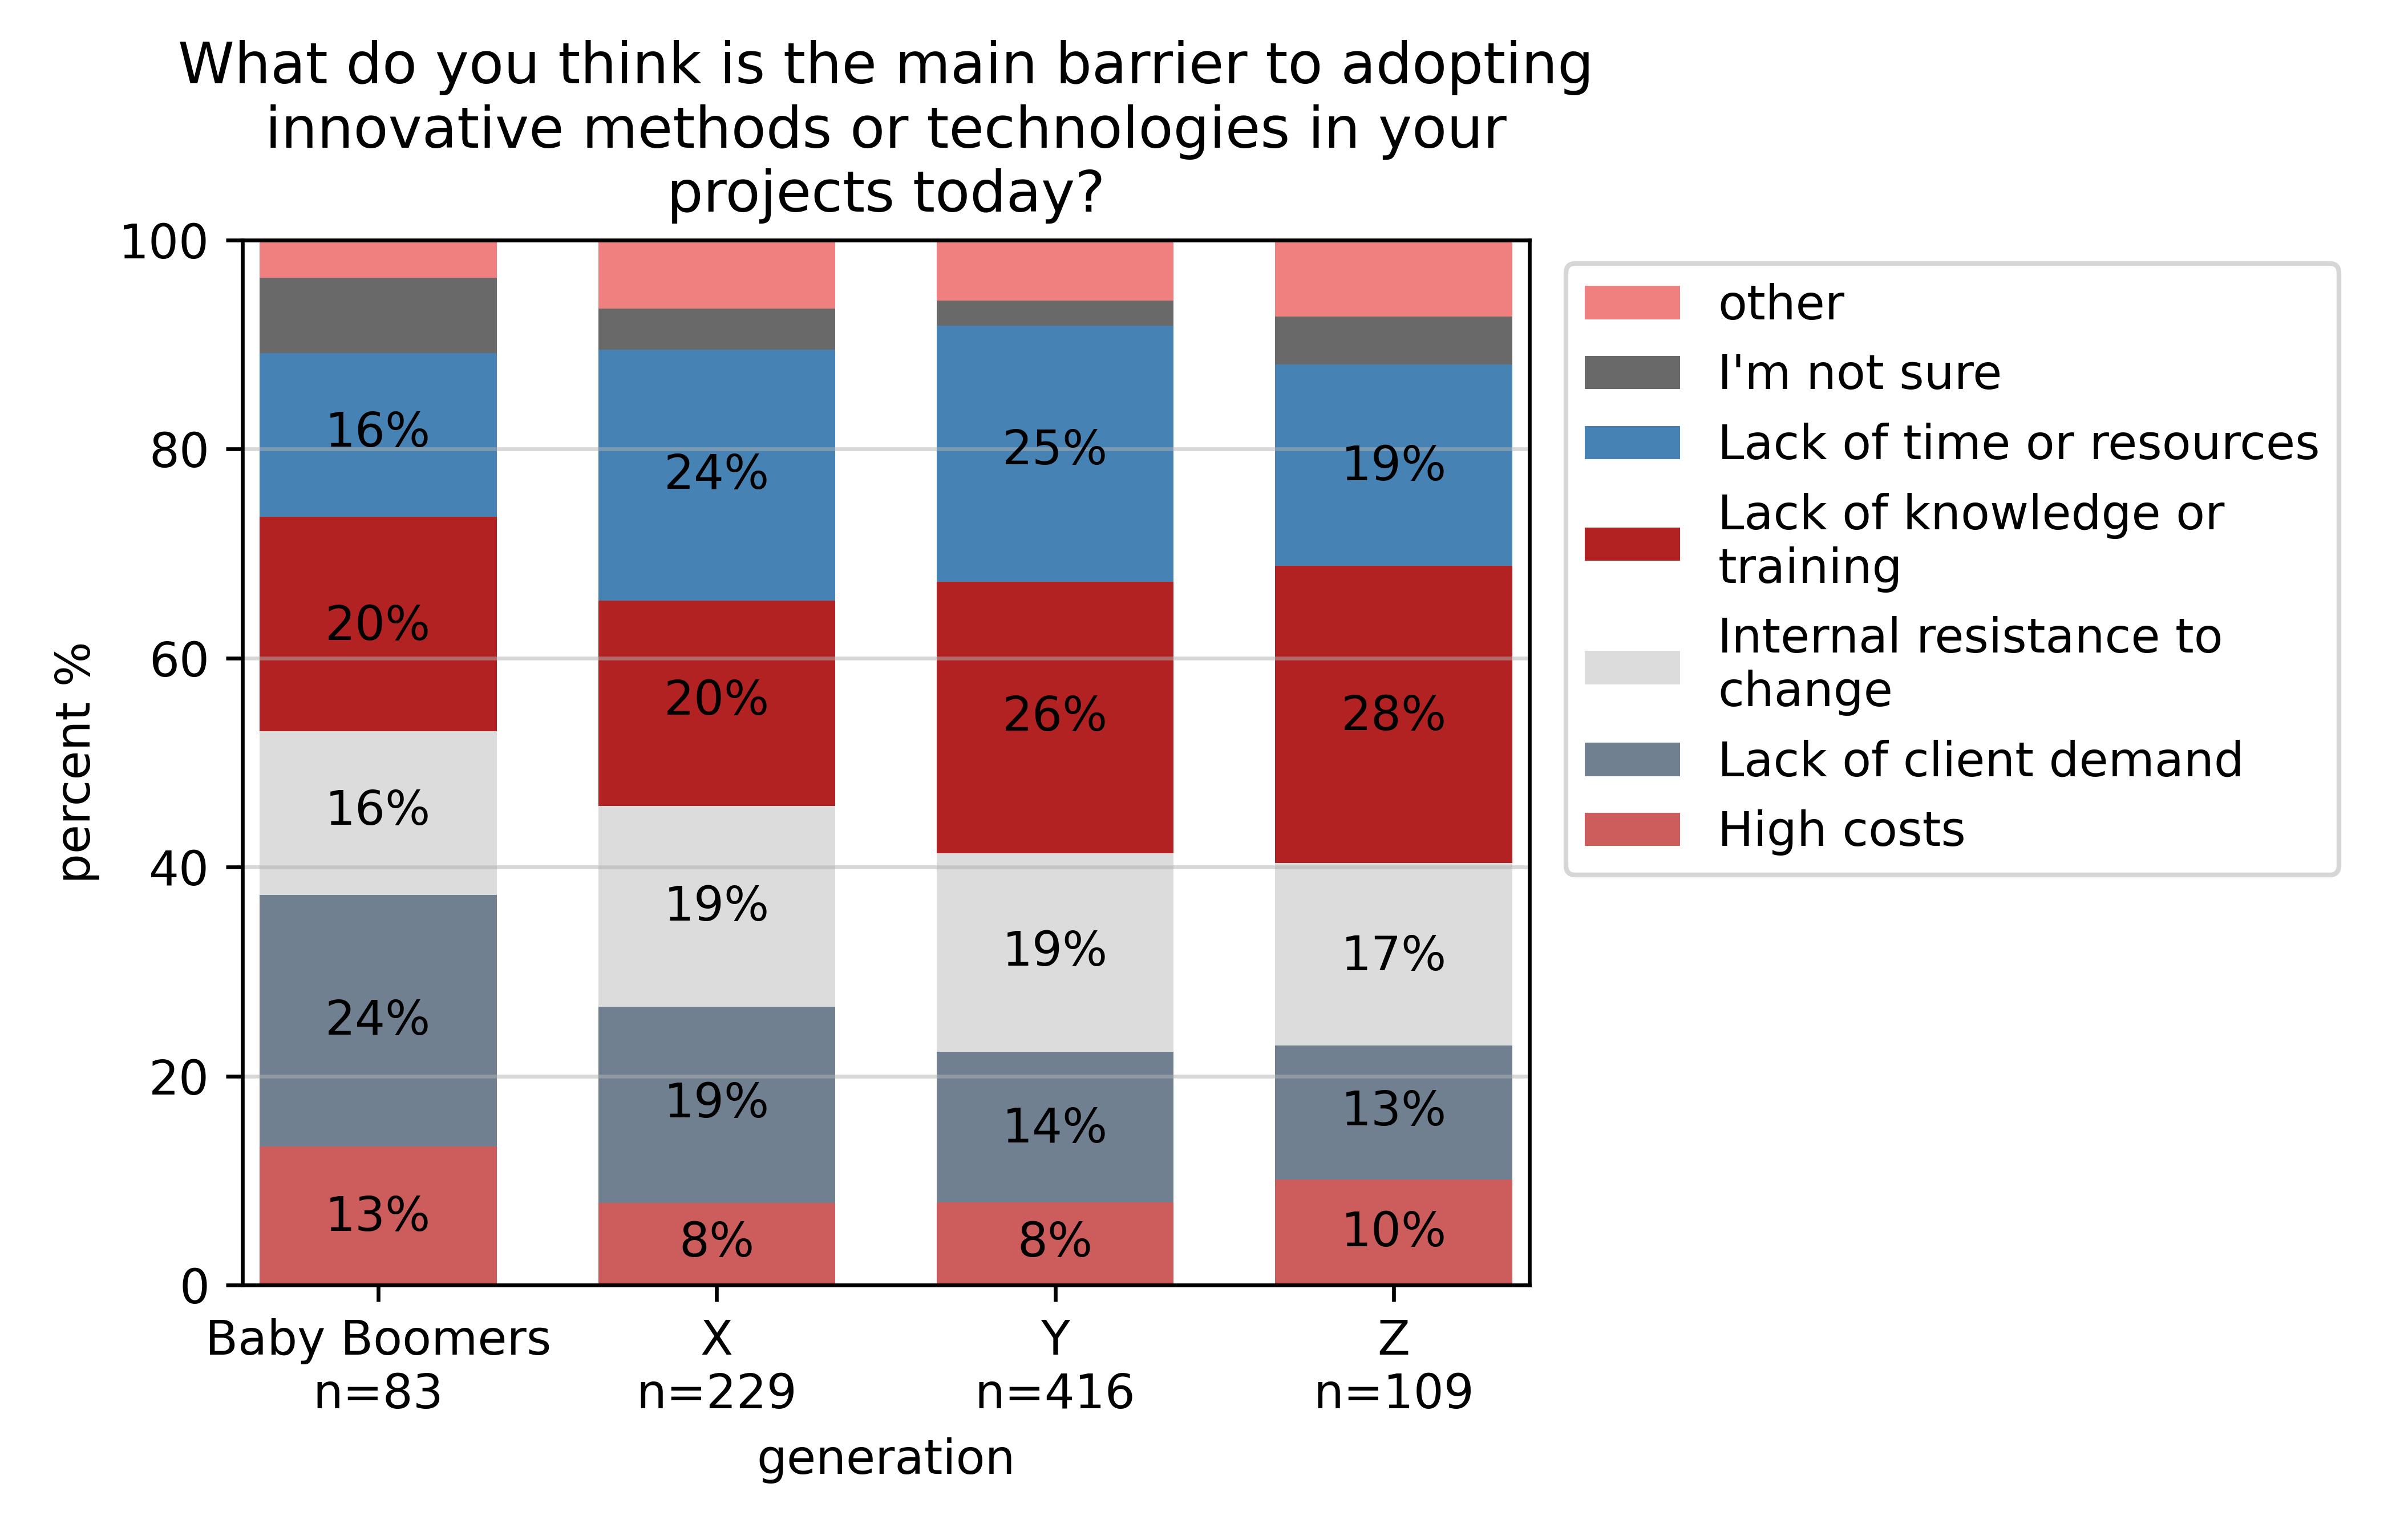 What do you think is the main barrier to adopting
innovative methods or technologies in your
projects today?
100
80
60
40
20
0
percent %
16%
20%
16%
24%
13%
24%
20%
19%
19%
8%
25%
26%
19%
14%
8%
19%
28%
17%
13%
10%
Baby Boomers
n=83
X
n=229
Y
n=416
Z
n=109
generation
other
I'm not sure
Lack of time or resources
Lack of knowledge or
training
Internal resistance to
change
Lack of client demand
High costs